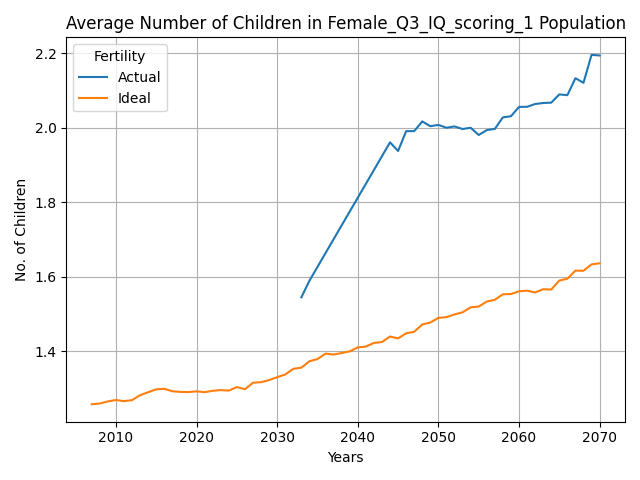 Average Number of Children in Female_Q3_IQ_scoring_1 Population
Fertility
Actual
Ideal
No. of Children
2.2
2.0
1.8
1.6
1.4
2010 2020 2030 2040 2050 2060 2070
Years